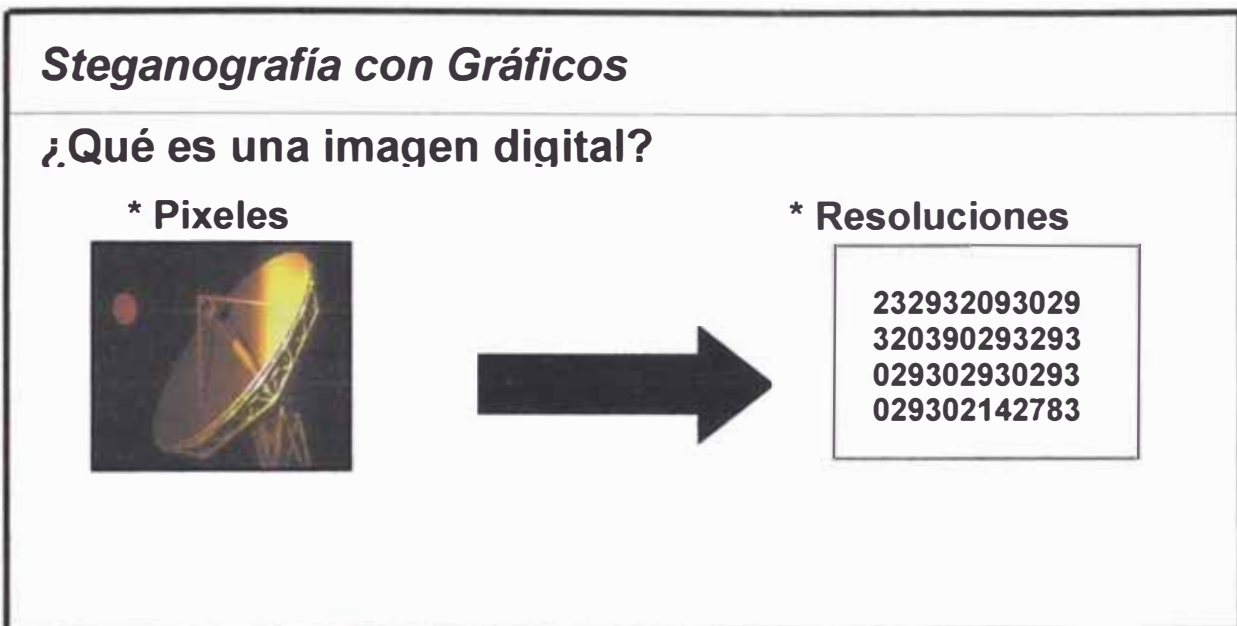 Steganografía con Gráficos
¿Qué es una imagen digital?
* Pixeles
* Resoluciones
232932093029
320390293293
029302930293
029302142783